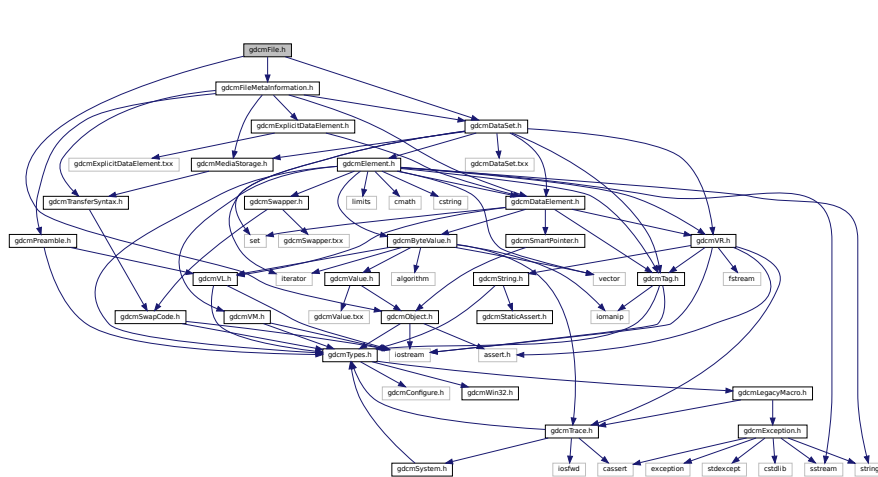 gdcmFile.h
gdcmFileMetaInformation.h
gdcmExplicitDataElement.h
gdcmDataSet.h
gdcmExplicitDataElement.txx
gdcmMediaStorage.h
gdcmElement.h
gdcmDataSet.txx
gdcmTransferSyntax.h
gdcmSwapper.h
limits
cmath
cstring
gdcmDataElement.h
gdcmPreamble.h
set
gdcmSwapper.txx
gdcmByteValue.h
gdcmSmartPointer.h
gdcmVR.h
gdcmVL.h
iterator
gdcmValue.h
algorithm
gdcmString.h
vector
gdcmTag.h
fstream
gdcmSwapCode.h
gdcmVM.h
gdcmValue.txx
gdcmObject.h
gdcmStaticAssert.h
iomanip
gdcmTypes.h
iostream
assert.h
gdcmConfigure.h
gdcmWin32.h
gdcmLegacyMacro.h
gdcmTrace.h
gdcmException.h
gdcmSystem.h
iosfwd
cassert
exception
stdexcept
cstdlib
sstream
string